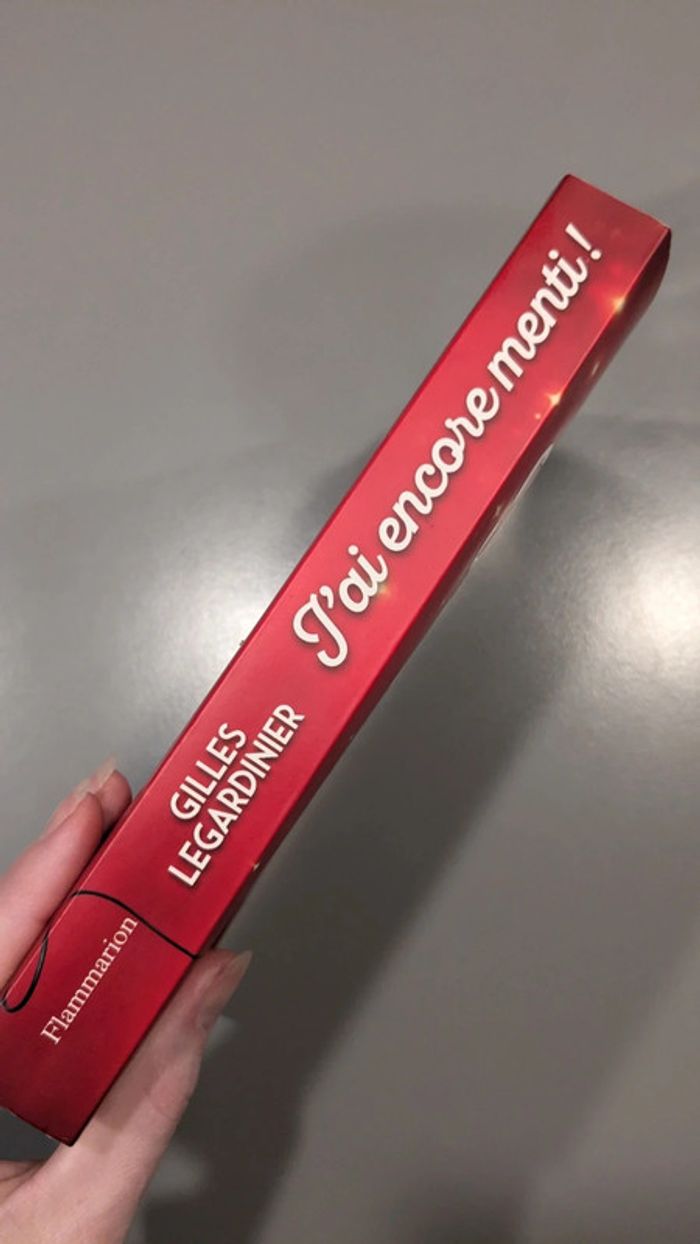 Flammarion
GILLES
LEGARDINIER
J'ai encore menti !